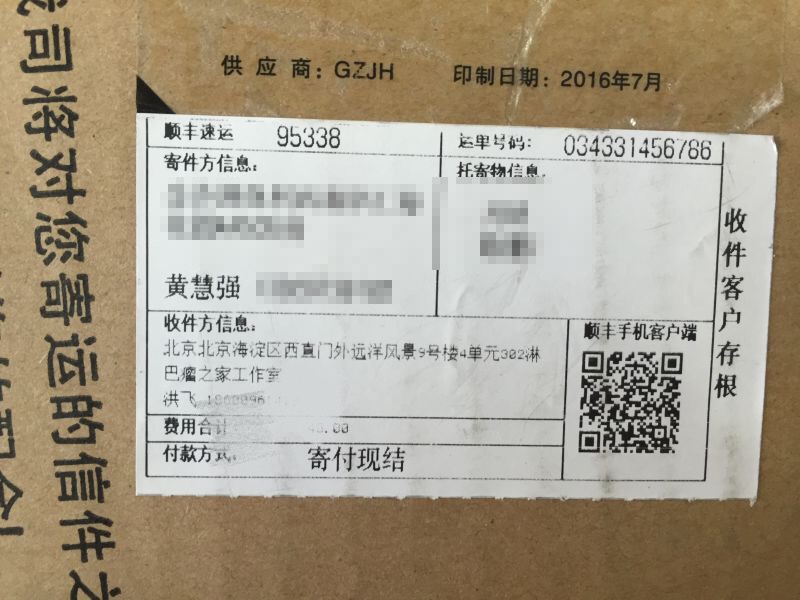 供应商：GZJH 印制日期：2016年7月
顺丰速运 95338 运单号码: 034331456786
寄件方信息: 托寄物信息
黄慧强
收件方信息:
北京北京海淀区西直门外远洋风景9号楼4单元302淋
巴瘤之家工作室
洪飞
顺丰手机客户端
费用合计
付款方式: 寄付现结
收件客户存根
司将对您寄运的信件之